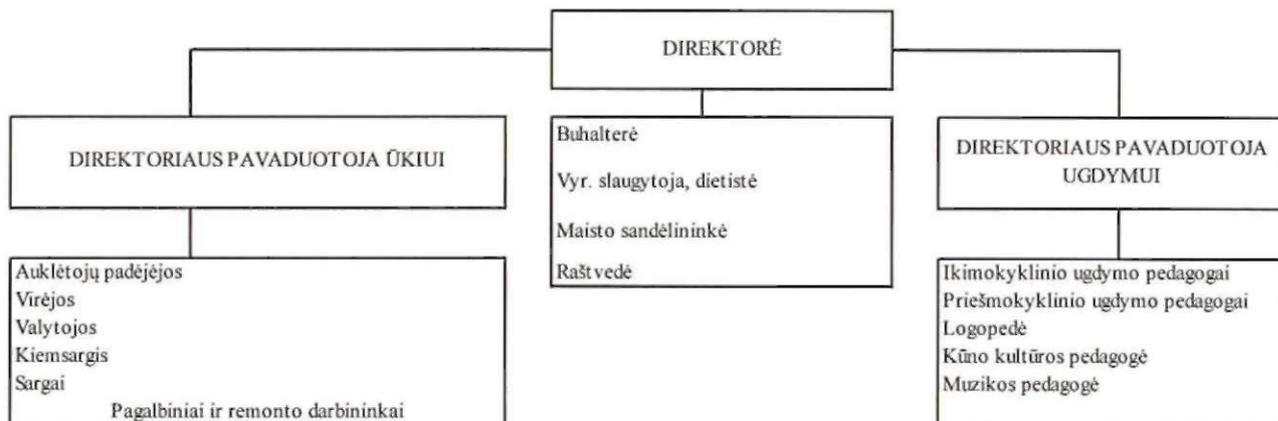 DIREKTORĖ
DIREKTORIAUS PAVADUOTOJA ŪKIUI
Auklėtojų padėjėjos
Virėjos
Valytojos
Kiemsargis
Sargai
Pagalbiniai ir remonto darbininkai
Buhalterė
Vyr. slaugytoja, dietistė
Maisto sandėlininkė
Raštvedė
DIREKTORIAUS PAVADUOTOJA
UGDYMUI
Ikimokyklinio ugdymo pedagogai
Priešmokyklinio ugdymo pedagogai
Logopedė
Kūno kultūros pedagogė
Muzikos pedagogė